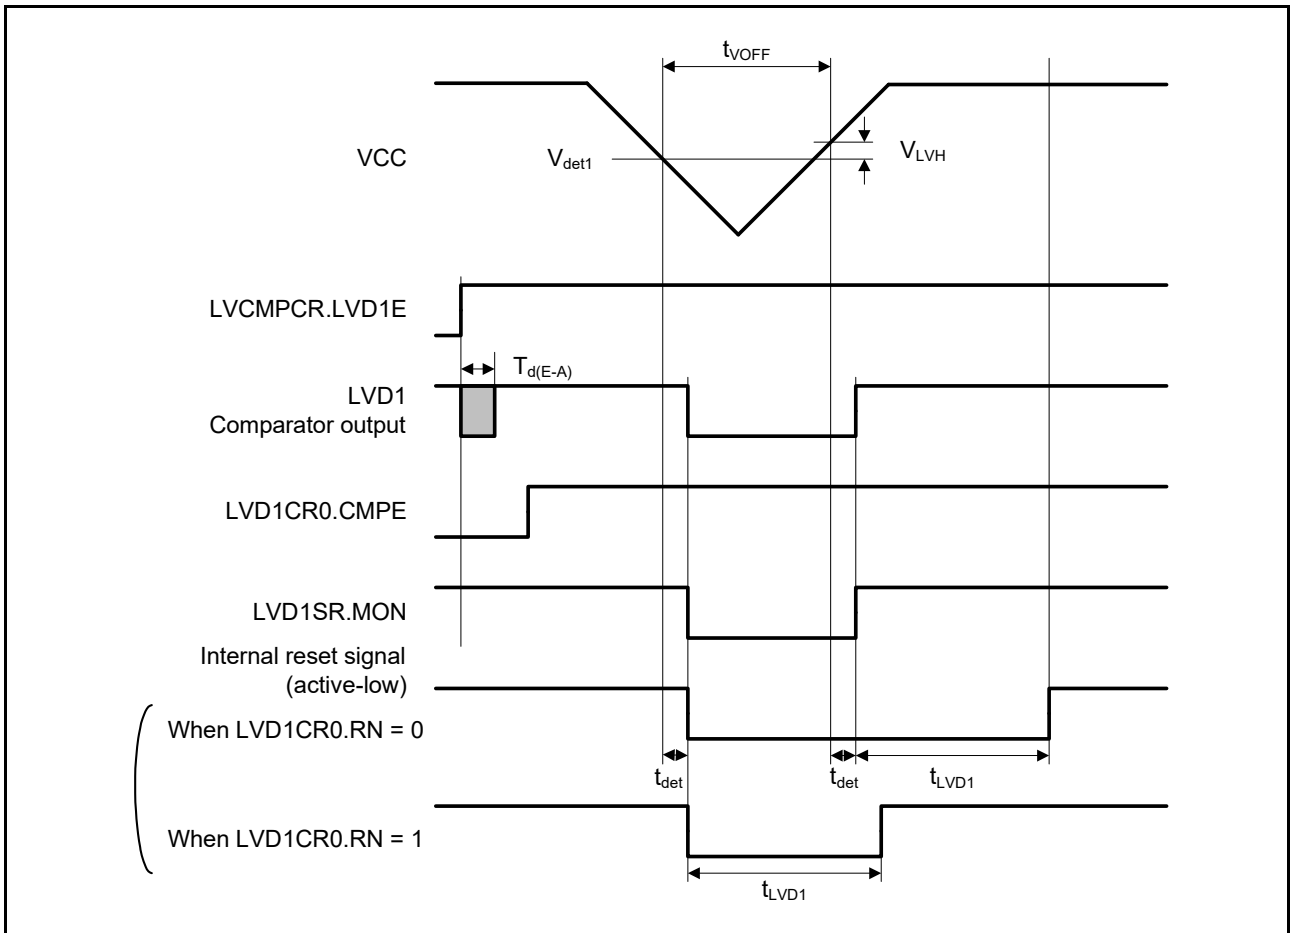 tVOFF
VCC
Vdet1
VLVH
LVCMPCR.LVD1E
Td(E-A)
LVD1
Comparator output
LVD1CR0.CMPE
LVD1SR.MON
Internal reset signal
(active-low)
When LVD1CR0.RN = 0
tdet
tdet
tLVD1
When LVD1CR0.RN = 1
tLVD1